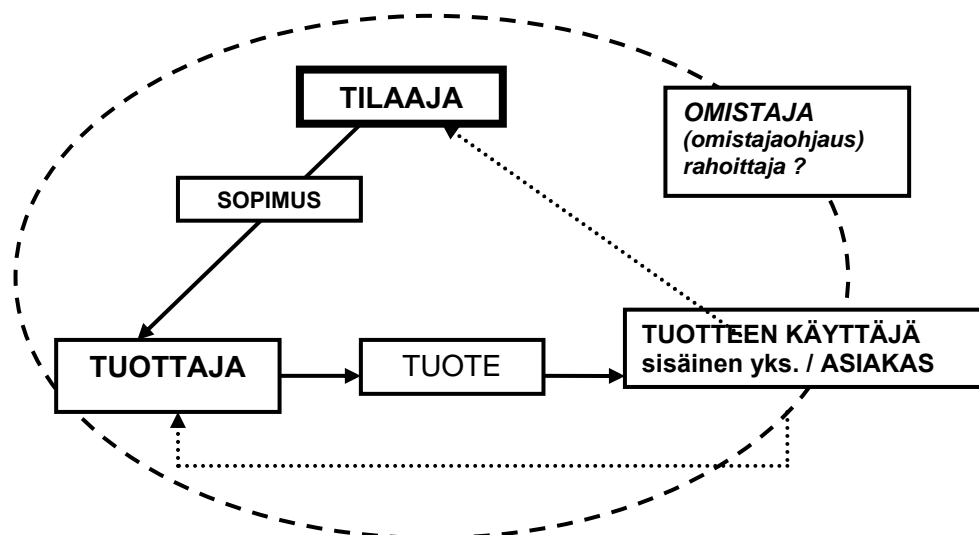 TILAAJA
OMISTAJA
(omistajaohjaus)
rahoittaja ?
SOPIMUS
TUOTTAJA
TUOTE
TUOTTEEN KÄYTTÄJÄ
sisäinen yks. / ASIAKAS